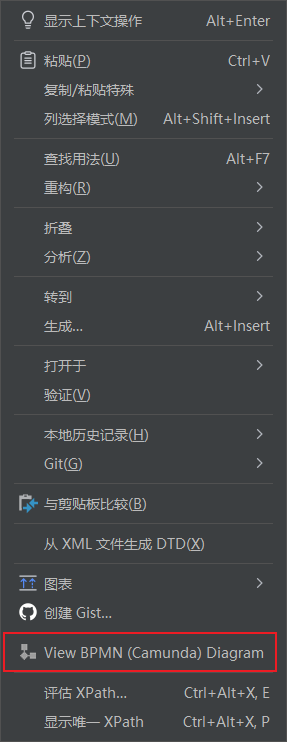 显示上下文操作 Alt+Enter
粘贴(P) Ctrl+V
复制/粘贴特殊
列选择模式(M) Alt+Shift+Insert
查找用法(U) Alt+F7
重构(R)
折叠
分析(Z)
转到
生成... Alt+Insert
打开于
验证(V)
本地历史记录(H)
Git(G)
与剪贴板比较(B)
从 XML 文件生成 DTD(X)
图表
创建 Gist...
View BPMN (Camunda) Diagram
评估 XPath... Ctrl+Alt+X, E
显示唯一 XPath Ctrl+Alt+X, P